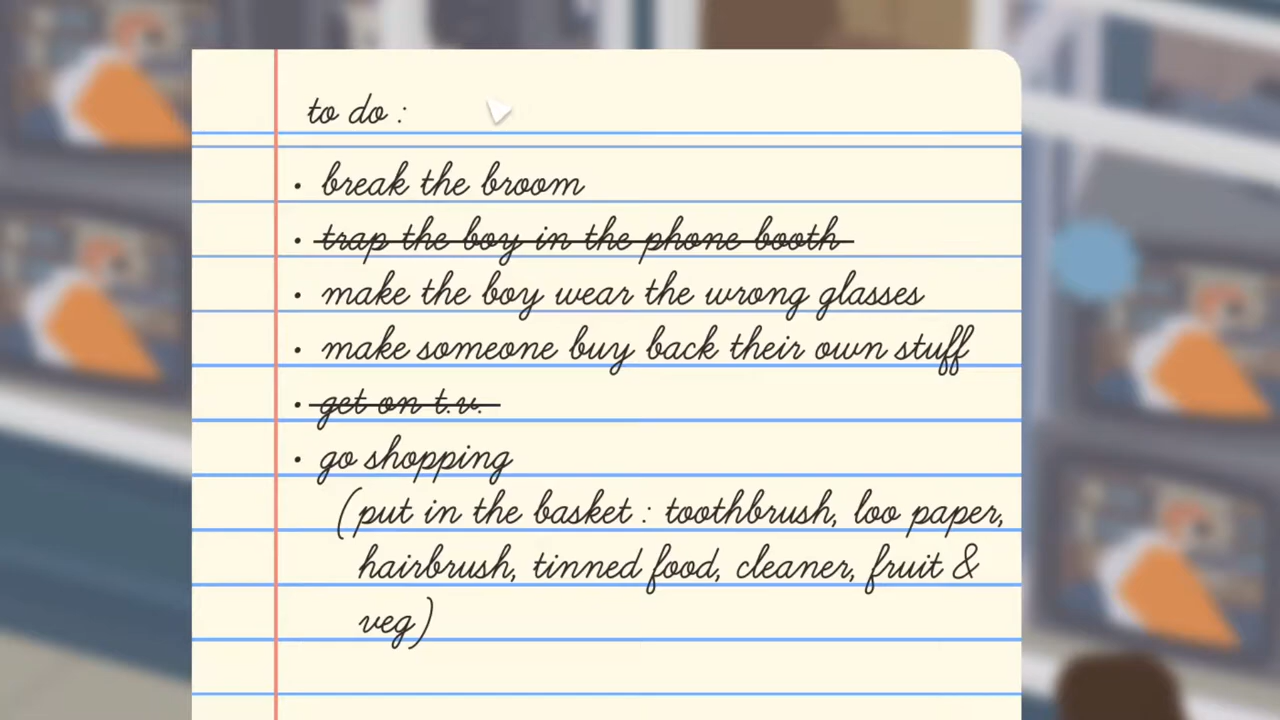 to do :
• break the broom
• trap the boy in the phone booth
• make the boy wear the wrong glasses
• make someone buy back their own stuff
• get on t.v.
• go shopping
(put in the basket : toothbrush, loo paper,
hairbrush, tinned food, cleaner, fruit &
veg)